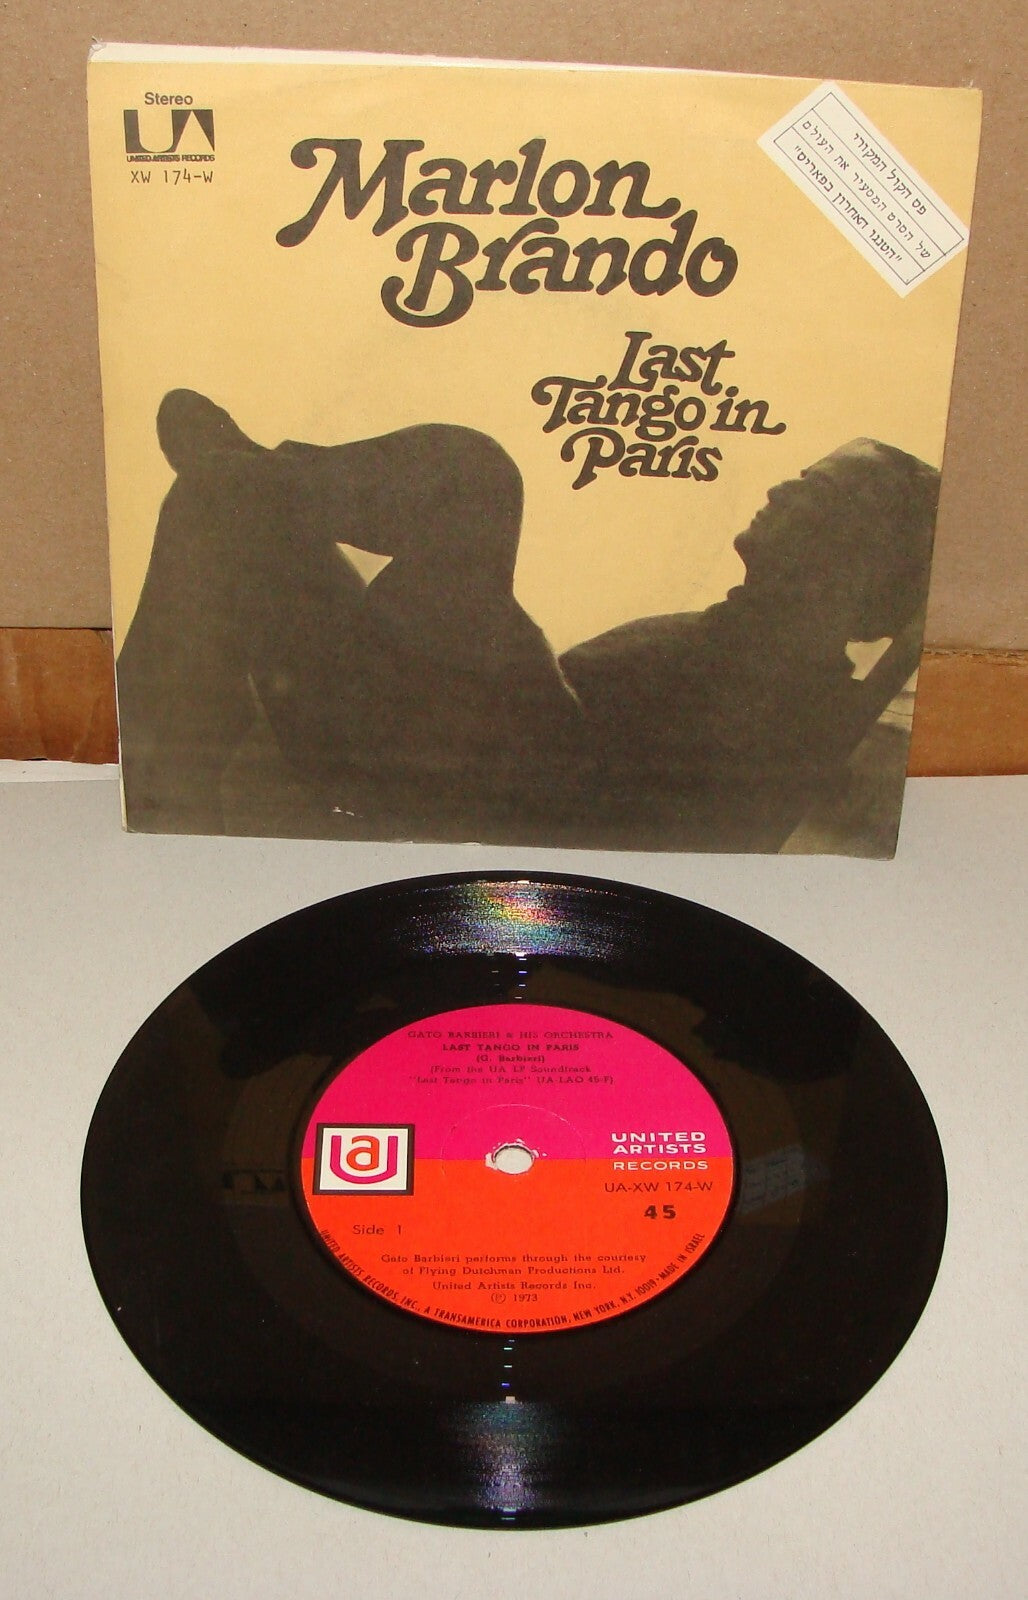 Stereo
UA
UNITED ARTISTS RECORDS
XW 174-W
Marlon
Brando
Last
Tango in
Paris
פס הקול המקורי
של הסרט המסעיר את העולם
"הטנגו האחרון בפאריס"
GATO BARBIERI & HIS ORCHESTRA
LAST TANGO IN PARIS
(G. Barbieri)
(From the UA LP Soundtrack
"Last Tango in Paris" UA-LAO 45-F)
ua
UNITED
ARTISTS
RECORDS
UA-XW 174-W
45
Side 1
Gato Barbieri performs through the courtesy
of Flying Dutchman Productions Ltd.
United Artists Records Inc.
Ⓟ 1973
UNITED ARTISTS RECORDS, INC., A TRANSAMERICA CORPORATION, NEW YORK, N.Y. 10019 - MADE IN ISRAEL